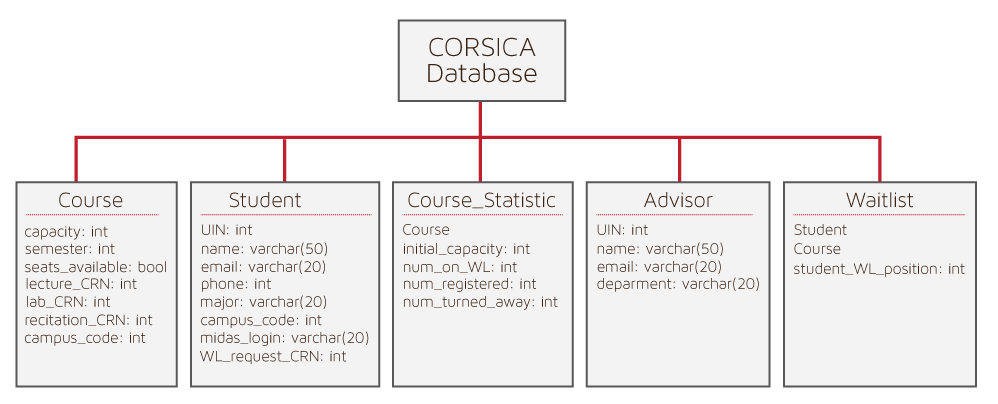 CORSICA
Database
Course
capacity: int
semester: int
seats_available: bool
lecture_CRN: int
lab_CRN: int
recitation_CRN: int
campus_code: int
Student
UIN: int
name: varchar(50)
email: varchar(20)
phone: int
major: varchar(20)
campus_code: int
midas_login: varchar(20)
WL_request_CRN: int
Course_Statistic
Course
initial_capacity: int
num_on_WL: int
num_registered: int
num_turned_away: int
Advisor
UIN: int
name: varchar(50)
email: varchar(20)
deparment: varchar(20)
Waitlist
Student
Course
student_WL_position: int